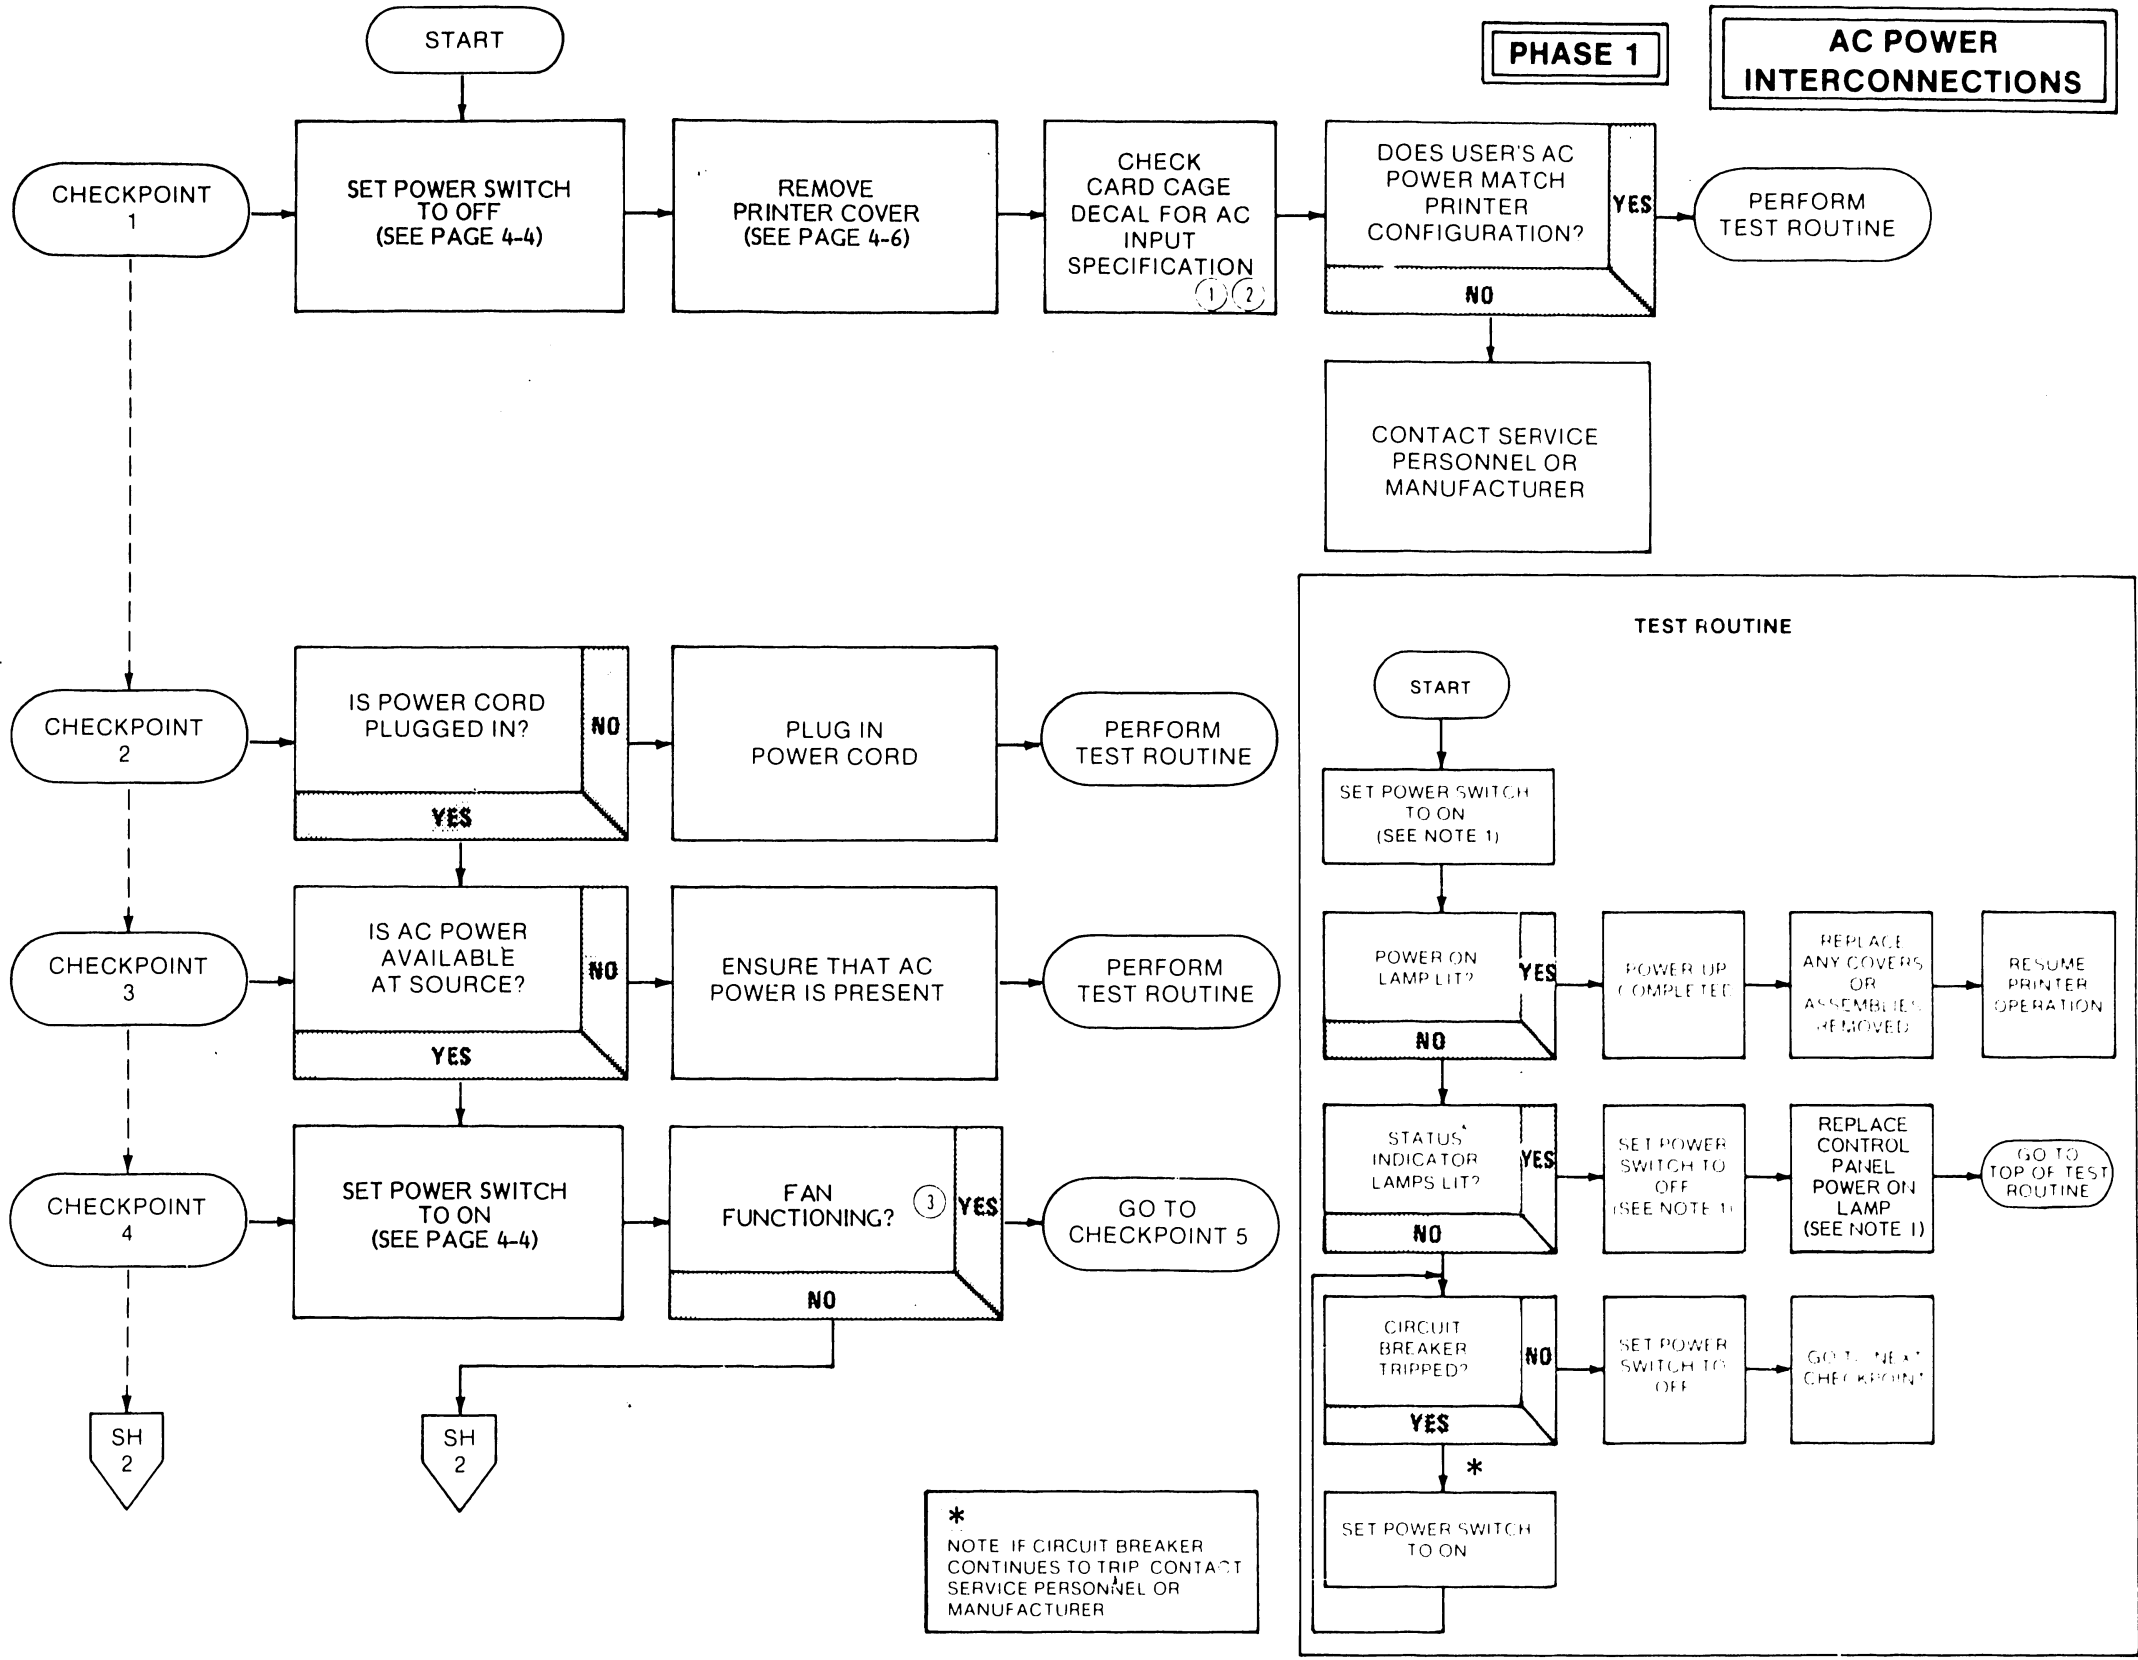 START
PHASE 1
AC POWER
INTERCONNECTIONS
CHECKPOINT
1
SET POWER SWITCH
TO OFF
(SEE PAGE 4-4)
REMOVE
PRINTER COVER
(SEE PAGE 4-6)
CHECK
CARD CAGE
DECAL FOR AC
INPUT
SPECIFICATION
1 2
DOES USER'S AC
POWER MATCH
PRINTER
CONFIGURATION?
YES
NO
PERFORM
TEST ROUTINE
CONTACT SERVICE
PERSONNEL OR
MANUFACTURER
CHECKPOINT
2
IS POWER CORD
PLUGGED IN?
NO
YES
PLUG IN
POWER CORD
PERFORM
TEST ROUTINE
CHECKPOINT
3
IS AC POWER
AVAILABLE
AT SOURCE?
NO
YES
ENSURE THAT AC
POWER IS PRESENT
PERFORM
TEST ROUTINE
CHECKPOINT
4
SET POWER SWITCH
TO ON
(SEE PAGE 4-4)
FAN
FUNCTIONING?
3
YES
NO
GO TO
CHECKPOINT 5
SH
2
SH
2
*
NOTE IF CIRCUIT BREAKER
CONTINUES TO TRIP CONTACT
SERVICE PERSONNEL OR
MANUFACTURER
TEST ROUTINE
START
SET POWER SWITCH
TO ON
(SEE NOTE 1)
POWER ON
LAMP LIT?
YES
NO
POWER UP
COMPLETED
REPLACE
ANY COVERS
OR
ASSEMBLIES
REMOVED
RESUME
PRINTER
OPERATION
STATUS
INDICATOR
LAMPS LIT?
YES
NO
SET POWER
SWITCH TO
OFF
(SEE NOTE 1)
REPLACE
CONTROL
PANEL
POWER ON
LAMP
(SEE NOTE 1)
GO TO
TOP OF TEST
ROUTINE
CIRCUIT
BREAKER
TRIPPED?
NO
YES
SET POWER
SWITCH TO
OFF
GO TO NEXT
CHECKPOINT
*
SET POWER SWITCH
TO ON